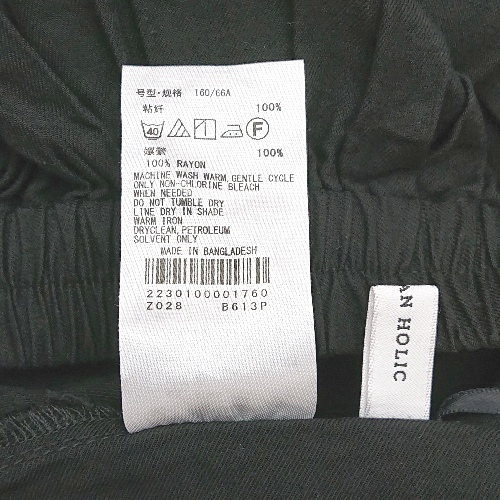 号型·规格 160/66A
粘纤 100%
40 F
嫘縈 100%
100% RAYON
MACHINE WASH WARM, GENTLE CYCLE
ONLY NON-CHLORINE BLEACH
WHEN NEEDED
DO NOT TUMBLE DRY
LINE DRY IN SHADE
WARM IRON
DRYCLEAN, PETROLEUM
SOLVENT ONLY
MADE IN BANGLADESH
2230100001760
Z028 B613P
AN HOLIC